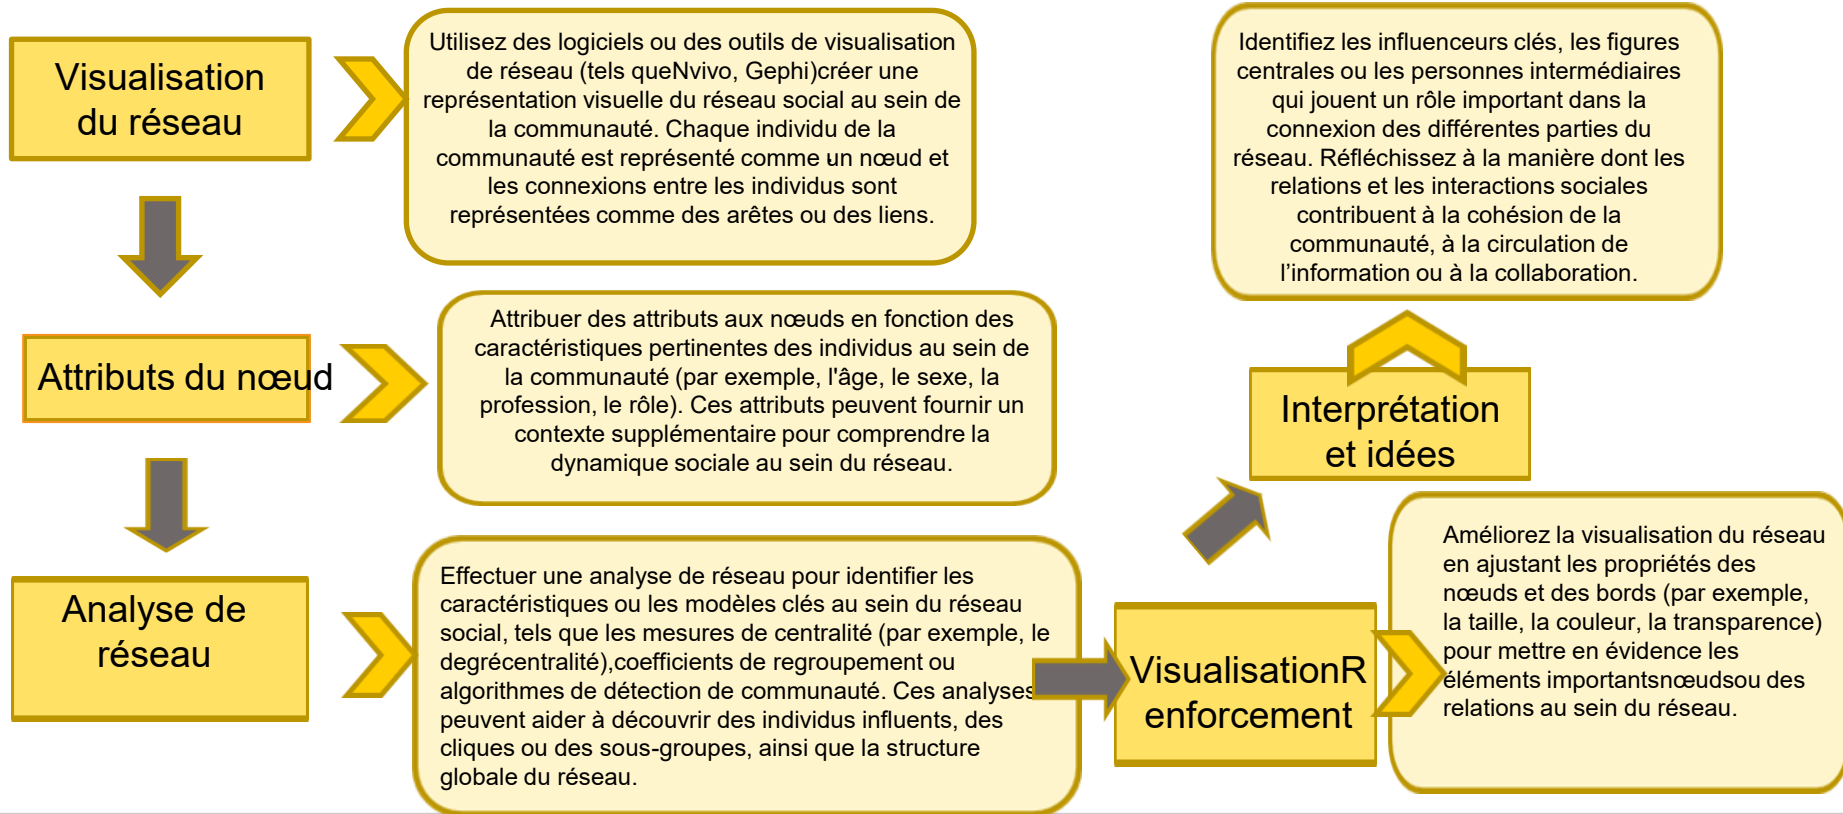 Visualisation
du réseau
Utilisez des logiciels ou des outils de visualisation
de réseau (tels queNvivo, Gephi)créer une
représentation visuelle du réseau social au sein de
la communauté. Chaque individu de la
communauté est représenté comme un nœud et
les connexions entre les individus sont
représentées comme des arêtes ou des liens.
Attributs du nœud
Attribuer des attributs aux nœuds en fonction des
caractéristiques pertinentes des individus au sein de
la communauté (par exemple, l'âge, le sexe, la
profession, le rôle). Ces attributs peuvent fournir un
contexte supplémentaire pour comprendre la
dynamique sociale au sein du réseau.
Analyse de
réseau
Effectuer une analyse de réseau pour identifier les
caractéristiques ou les modèles clés au sein du réseau
social, tels que les mesures de centralité (par exemple, le
degrécentralité),coefficients de regroupement ou
algorithmes de détection de communauté. Ces analyses
peuvent aider à découvrir des individus influents, des
cliques ou des sous-groupes, ainsi que la structure
globale du réseau.
VisualisationR
enforcement
Améliorez la visualisation du réseau
en ajustant les propriétés des
nœuds et des bords (par exemple,
la taille, la couleur, la transparence)
pour mettre en évidence les
éléments importantsnœudsou des
relations au sein du réseau.
Interprétation
et idées
Identifiez les influenceurs clés, les figures
centrales ou les personnes intermédiaires
qui jouent un rôle important dans la
connexion des différentes parties du
réseau. Réfléchissez à la manière dont les
relations et les interactions sociales
contribuent à la cohésion de la
communauté, à la circulation de
l’information ou à la collaboration.